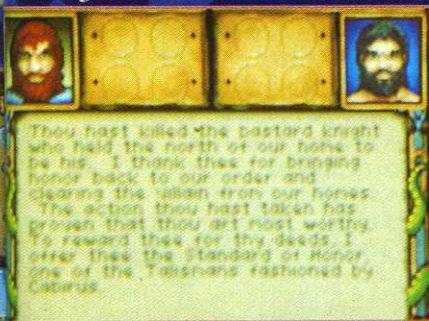 Thou hast killed the bastard knight
who held the north of our home to
be his. I thank thee for bringing
honor back to our order and
clearing the villain from our homes
The action thou hast taken has
proven that thou art most worthy.
To reward thee for thy deeds, I
offer thee the Standard of Honor,
one of the Talismans fashioned by
Cabirus.